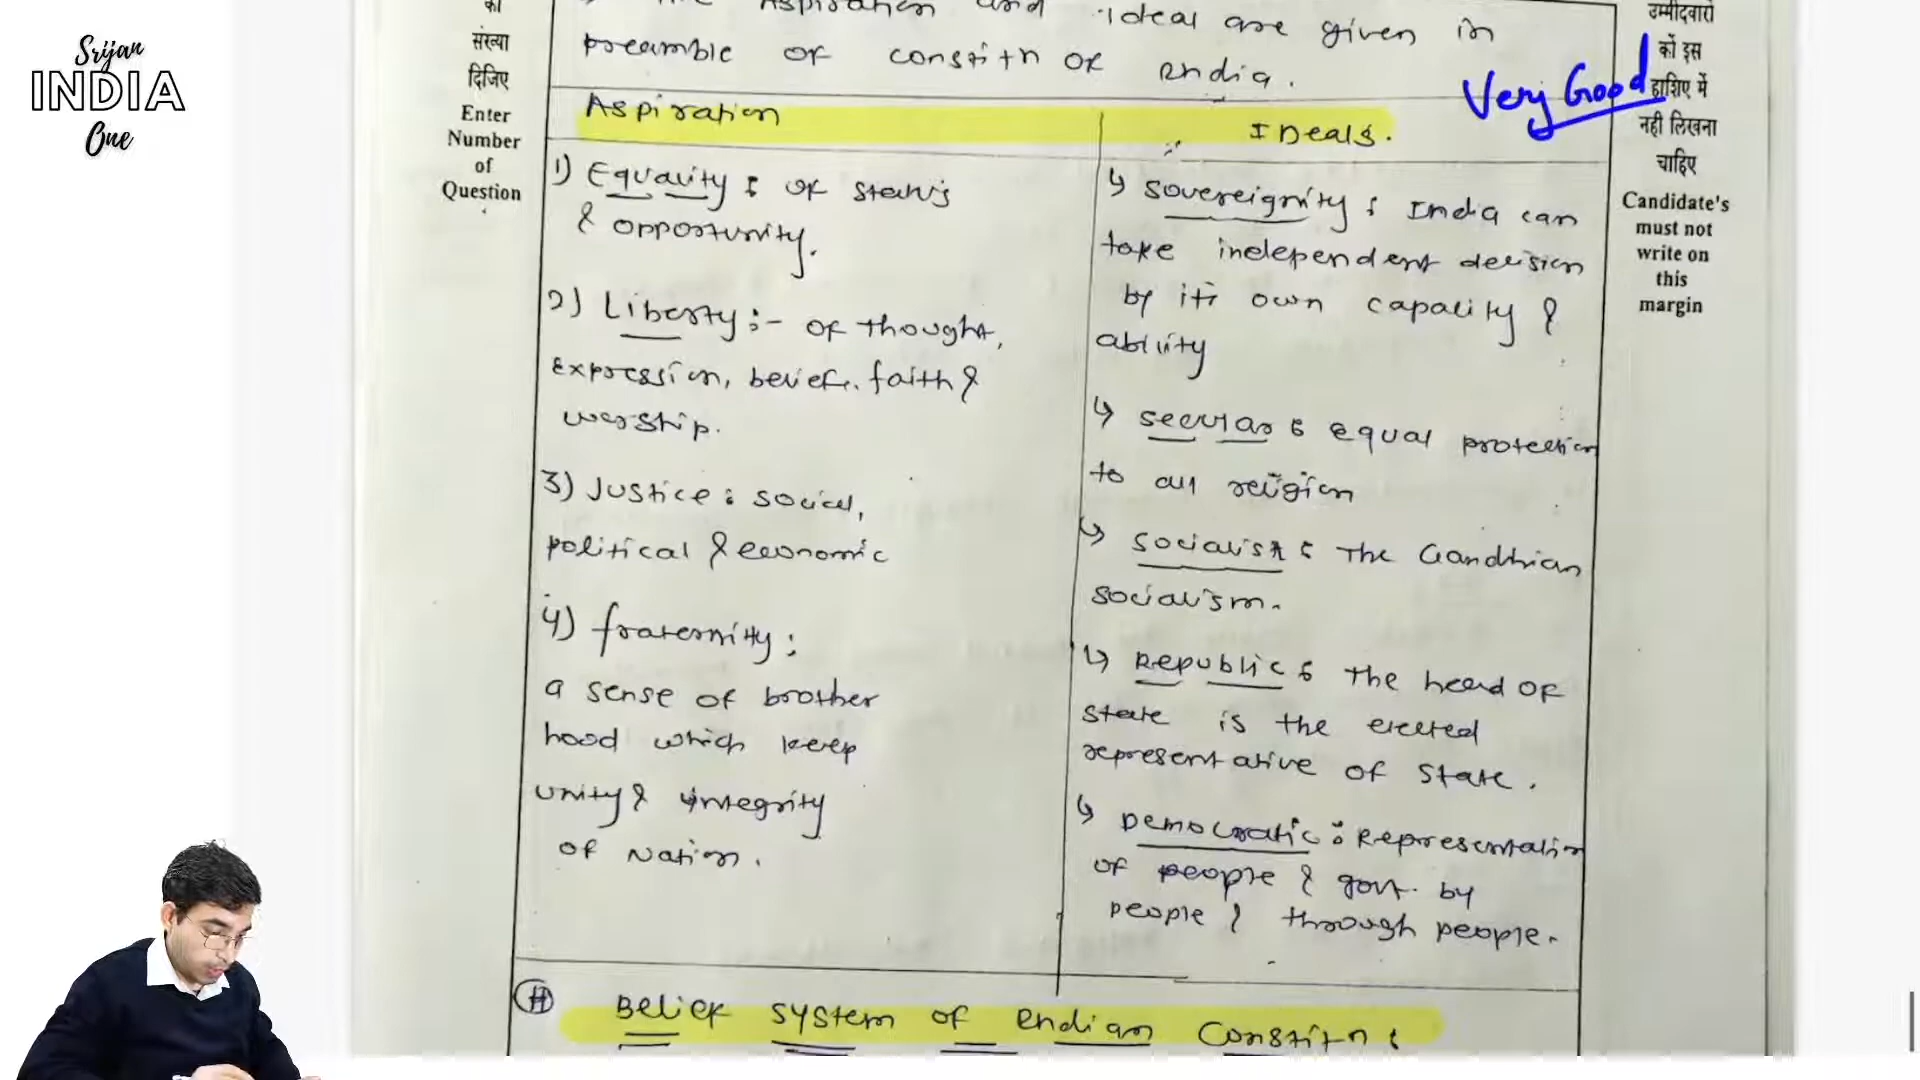 Srijan
INDIA
One
संख्या
दिजिए
Enter
Number
of
Question
Aspiration and ideal are given in
preamble of constitn of India.
Very Good
उम्मीदवारों
को इस
हाशिए में
नही लिखना
चाहिए
Candidate's
must not
write on
this
margin
Aspiration
Ideals.
1) Equality : of status
& opportunity.
2) Liberty :- of thought,
expression, belief, faith &
worship.
3) Justice : social,
political & economic
4) fraternity :
a sense of brother
hood which keep
unity & integrity
of Nation.
↳ sovereignty : India can
take independent decision
by its own capacity &
ability
↳ secular : equal protection
to all religion
↳ socialist : The Gandhian
socialism.
↳ Republic : the head of
state is the elected
representative of state.
↳ Democratic : Representation
of people & govt. by
people & through people.
Belief system of Indian Constitn :